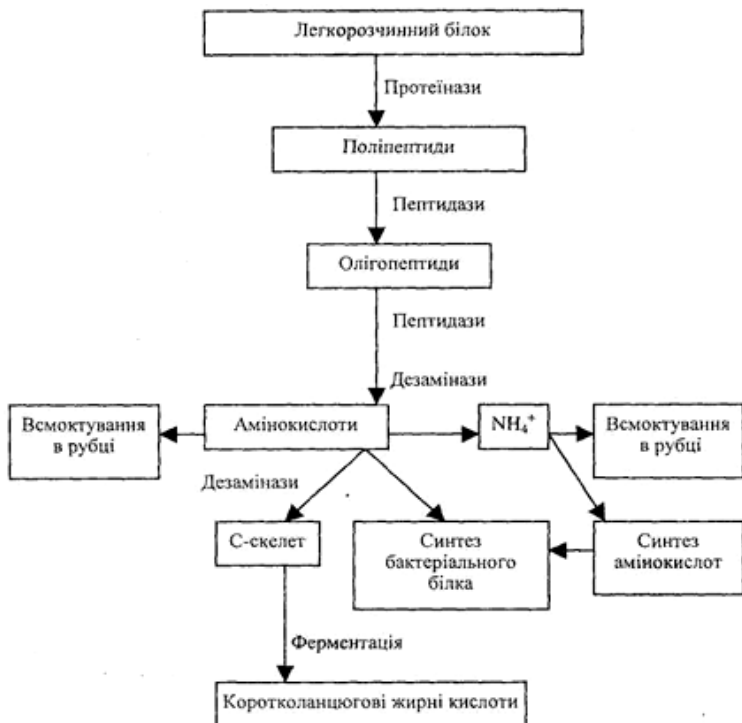 Легкорозчинний білок
Протеїнази
Поліпептиди
Пептидази
Олігопептиди
Пептидази
Дезамінази
Всмоктування
в рубці
Амінокислоти
NH₄⁺
Всмоктування
в рубці
Дезамінази
С-скелет
Синтез
бактеріального
білка
Синтез
амінокислот
Ферментація
Коротколанцюгові жирні кислоти